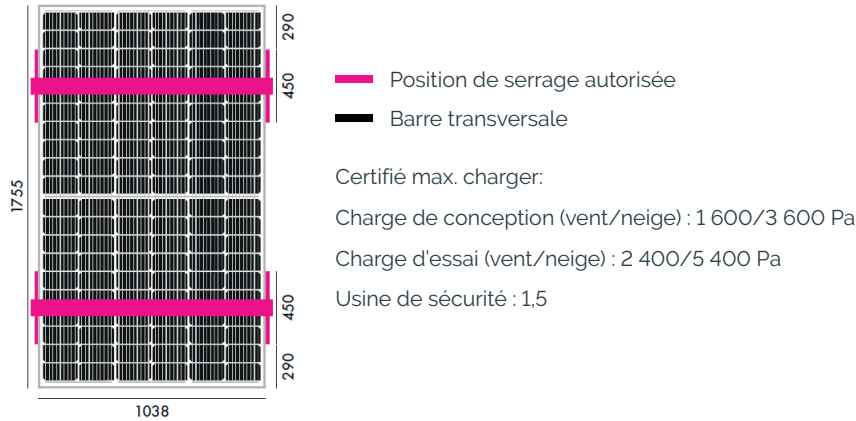 290
450
1755
450
290
1038
Position de serrage autorisée
Barre transversale
Certifié max. charger:
Charge de conception (vent/neige) : 1 600/3 600 Pa
Charge d'essai (vent/neige) : 2 400/5 400 Pa
Usine de sécurité : 1,5